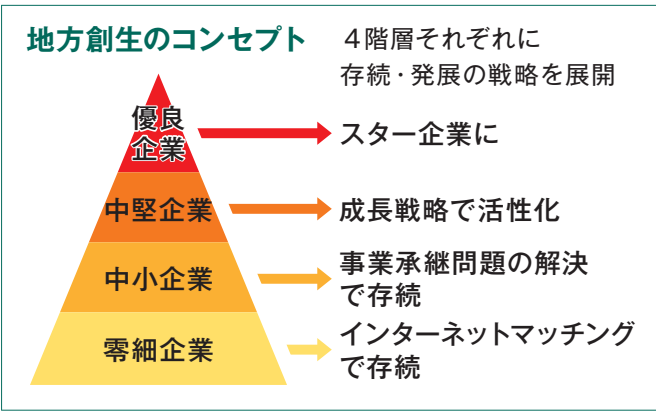 地方創生のコンセプト
４階層それぞれに
存続・発展の戦略を展開
優良
企業
スター企業に
中堅企業
成長戦略で活性化
中小企業
事業承継問題の解決
で存続
零細企業
インターネットマッチング
で存続